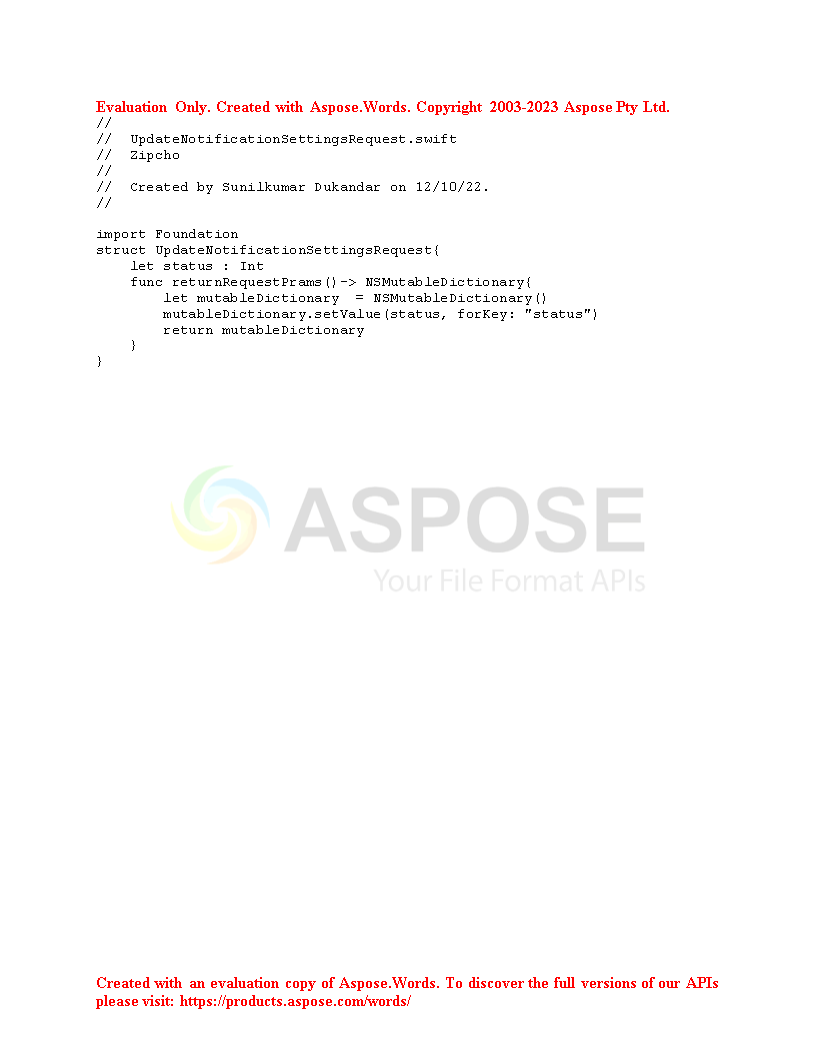 Evaluation Only. Created with Aspose.Words. Copyright 2003-2023 Aspose Pty Ltd.
//
//  UpdateNotificationSettingsRequest.swift
//  Zipcho
//
//  Created by Sunilkumar Dukandar on 12/10/22.
//

import Foundation
struct UpdateNotificationSettingsRequest{
    let status : Int
    func returnRequestPrams()-> NSMutableDictionary{
        let mutableDictionary  = NSMutableDictionary()
        mutableDictionary.setValue(status, forKey: "status")
        return mutableDictionary
    }
}
ASPOSE
Your File Format APIs
Created with an evaluation copy of Aspose.Words. To discover the full versions of our APIs
please visit: https://products.aspose.com/words/